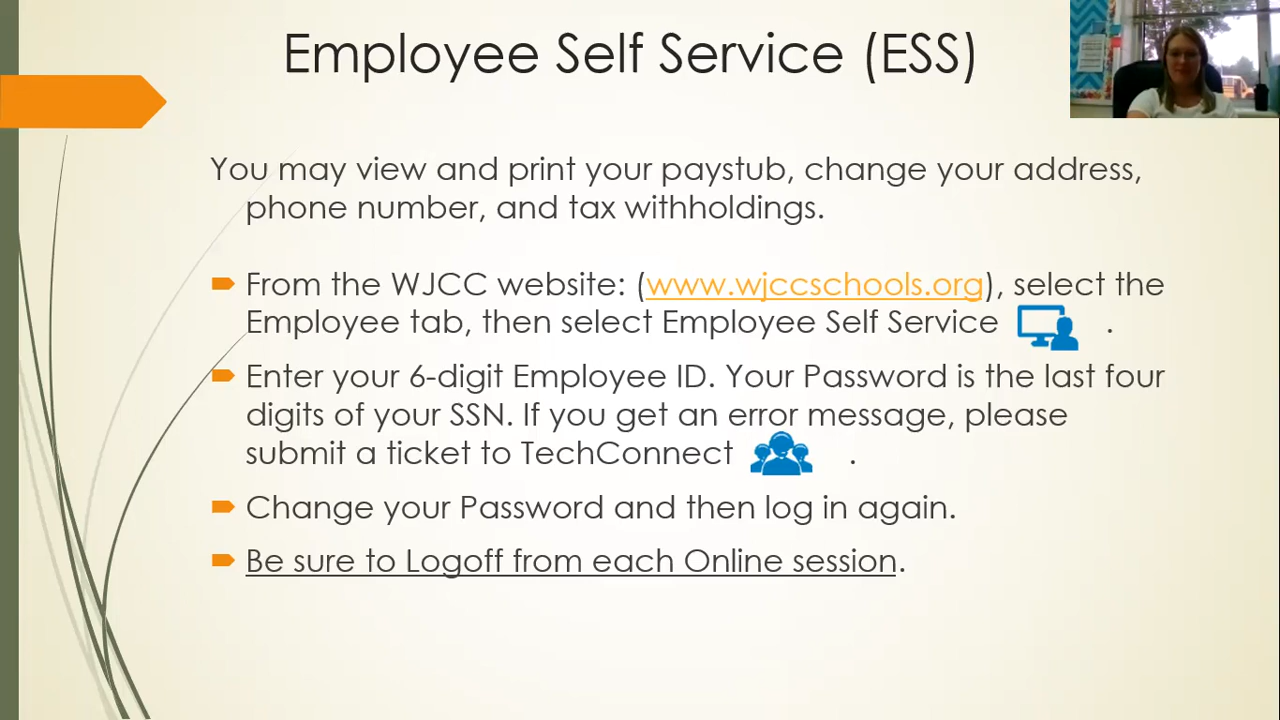 Employee Self Service (ESS)
You may view and print your paystub, change your address,
phone number, and tax withholdings.
From the WJCC website: (www.wjccschools.org), select the
Employee tab, then select Employee Self Service .
Enter your 6-digit Employee ID. Your Password is the last four
digits of your SSN. If you get an error message, please
submit a ticket to TechConnect .
Change your Password and then log in again.
Be sure to Logoff from each Online session.